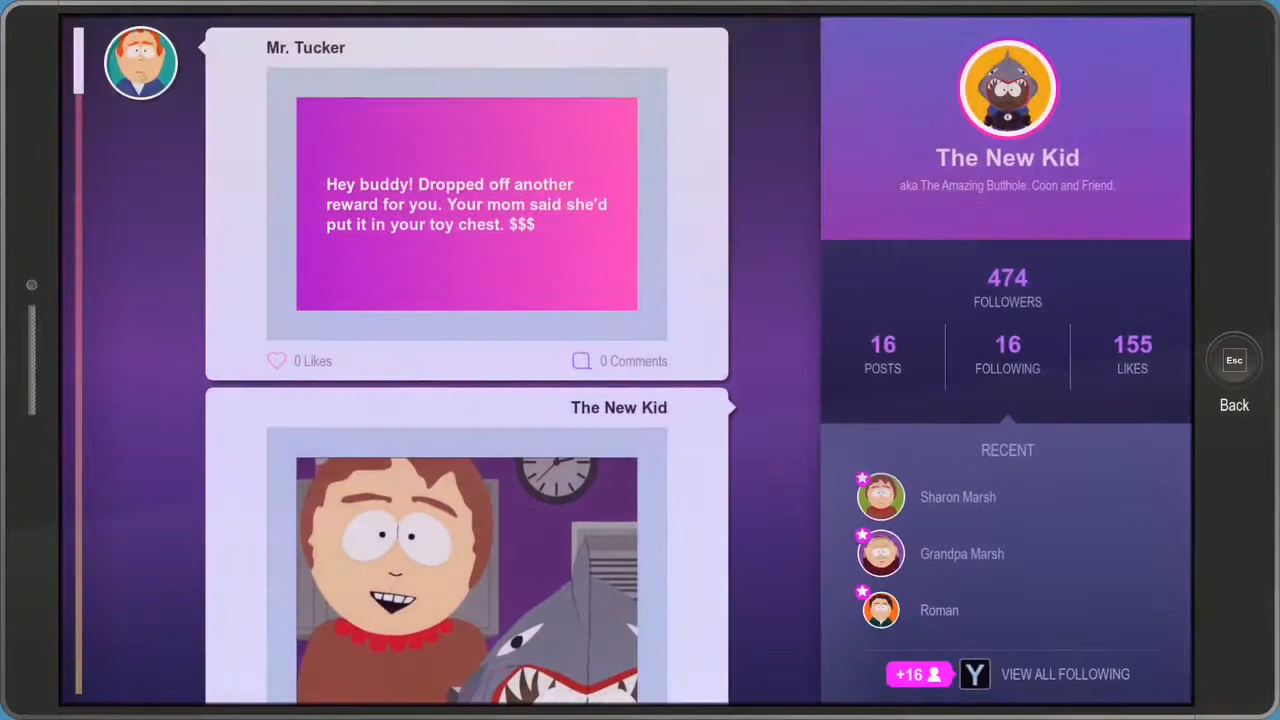 Mr. Tucker
Hey buddy! Dropped off another
reward for you. Your mom said she'd
put it in your toy chest. $$$
0 Likes
0 Comments
The New Kid
The New Kid
aka The Amazing Butthole. Coon and Friend.
474
FOLLOWERS
16
POSTS
16
FOLLOWING
155
LIKES
RECENT
Sharon Marsh
Grandpa Marsh
Roman
+16
Y
VIEW ALL FOLLOWING
Esc
Back